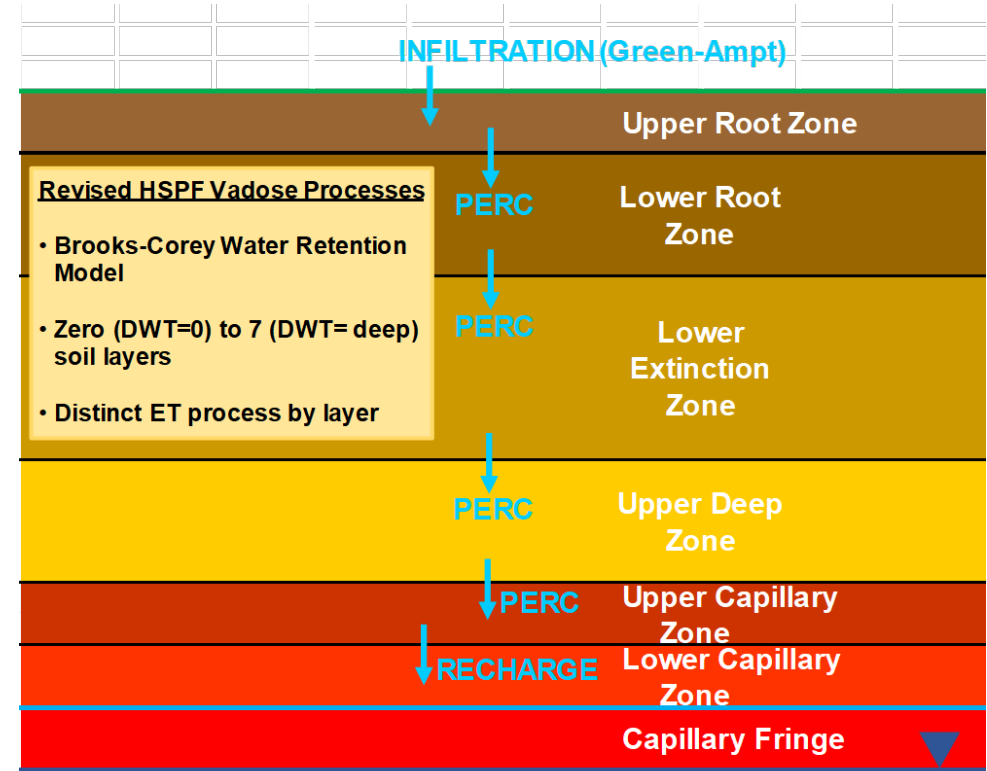 INFILTRATION (Green-Ampt)
Upper Root Zone
Revised HSPF Vadose Processes
• Brooks-Corey Water Retention
Model
• Zero (DWT=0) to 7 (DWT= deep)
soil layers
• Distinct ET process by layer
PERC
Lower Root
Zone
PERC
Lower
Extinction
Zone
PERC
Upper Deep
Zone
PERC
Upper Capillary
Zone
RECHARGE
Lower Capillary
Zone
Capillary Fringe